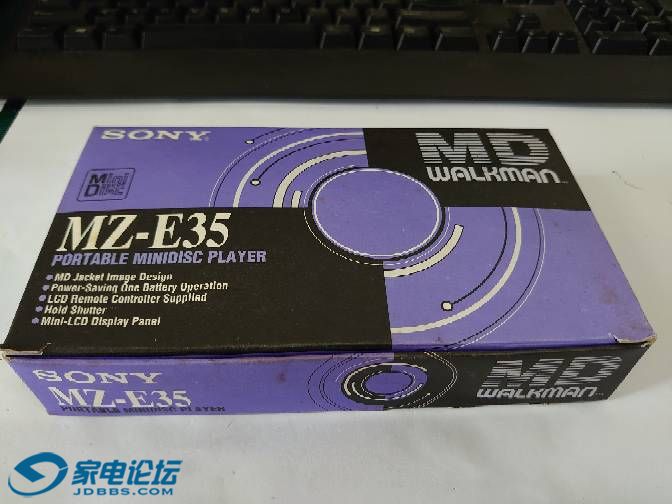 SONY
MD
WALKMAN
Mini
Disc
MZ-E35
PORTABLE MINIDISC PLAYER
MD Jacket Image Design
Power-Saving One Battery Operation
LCD Remote Controller Supplied
Hold Shutter
Mini-LCD Display Panel
SONY
MZ-E35
PORTABLE MINIDISC PLAYER
MD
WALKMAN
家电论坛
JDBBS.COM